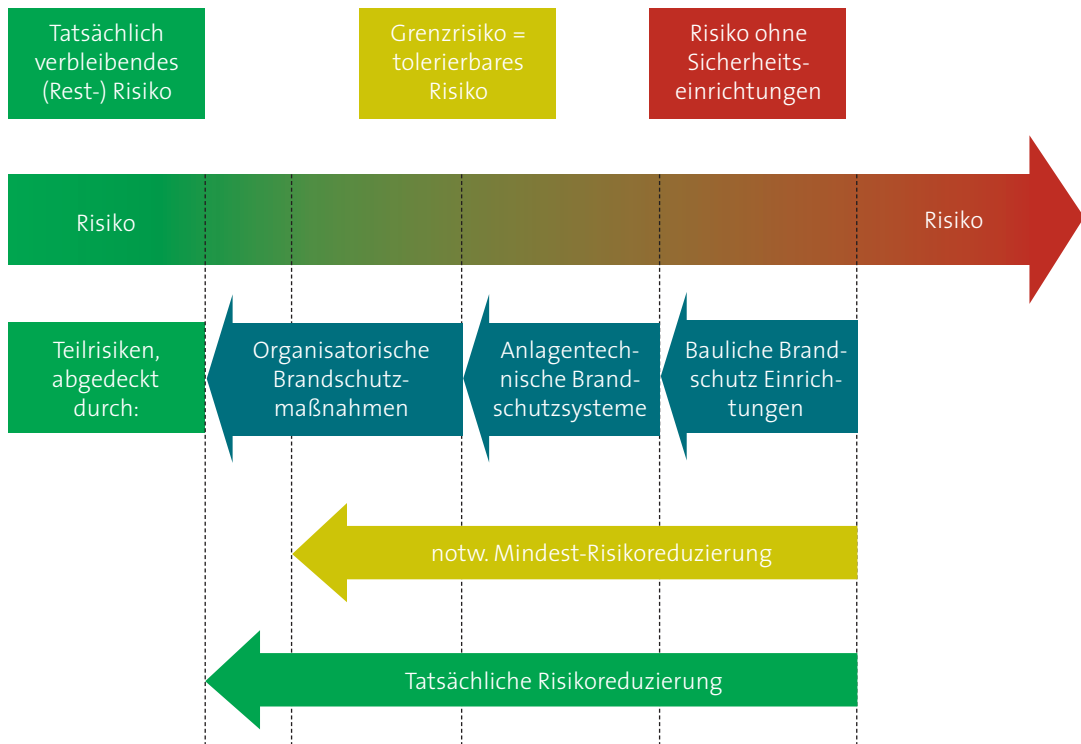 Tatsächlich
verbleibendes
(Rest-) Risiko
Grenzrisiko =
tolerierbares
Risiko
Risiko ohne
Sicherheits-
einrichtungen
Risiko
Risiko
Teilrisiken,
abgedeckt
durch:
Organisatorische
Brandschutz-
maßnahmen
Anlagentech-
nische Brand-
schutzsysteme
Bauliche Brand-
schutz Einrich-
tungen
notw. Mindest-Risikoreduzierung
Tatsächliche Risikoreduzierung